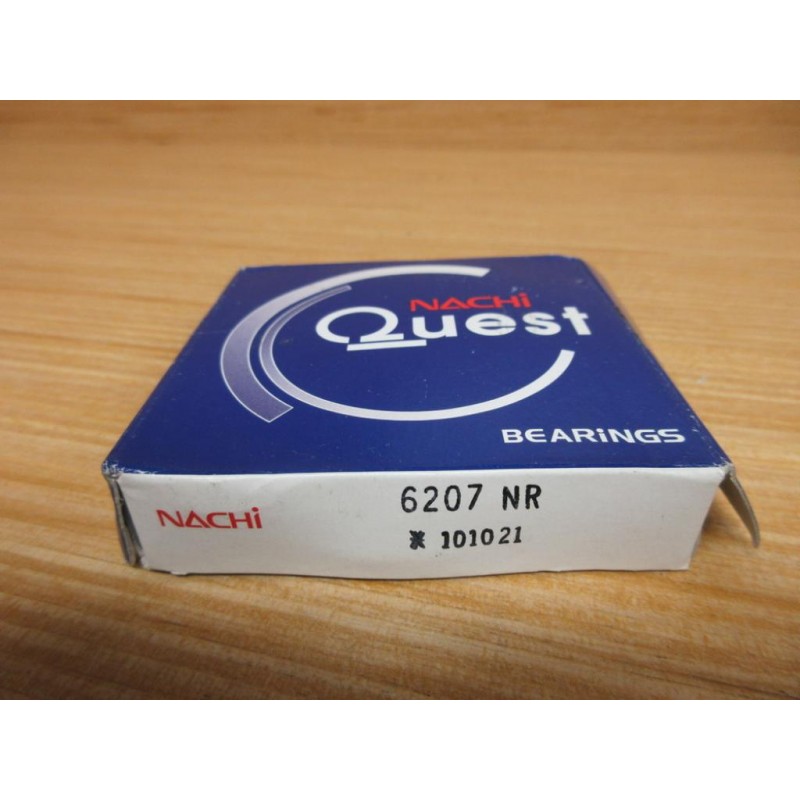 NACHi
Quest
BEARiNGS
NACHi
6207 NR
* 101021